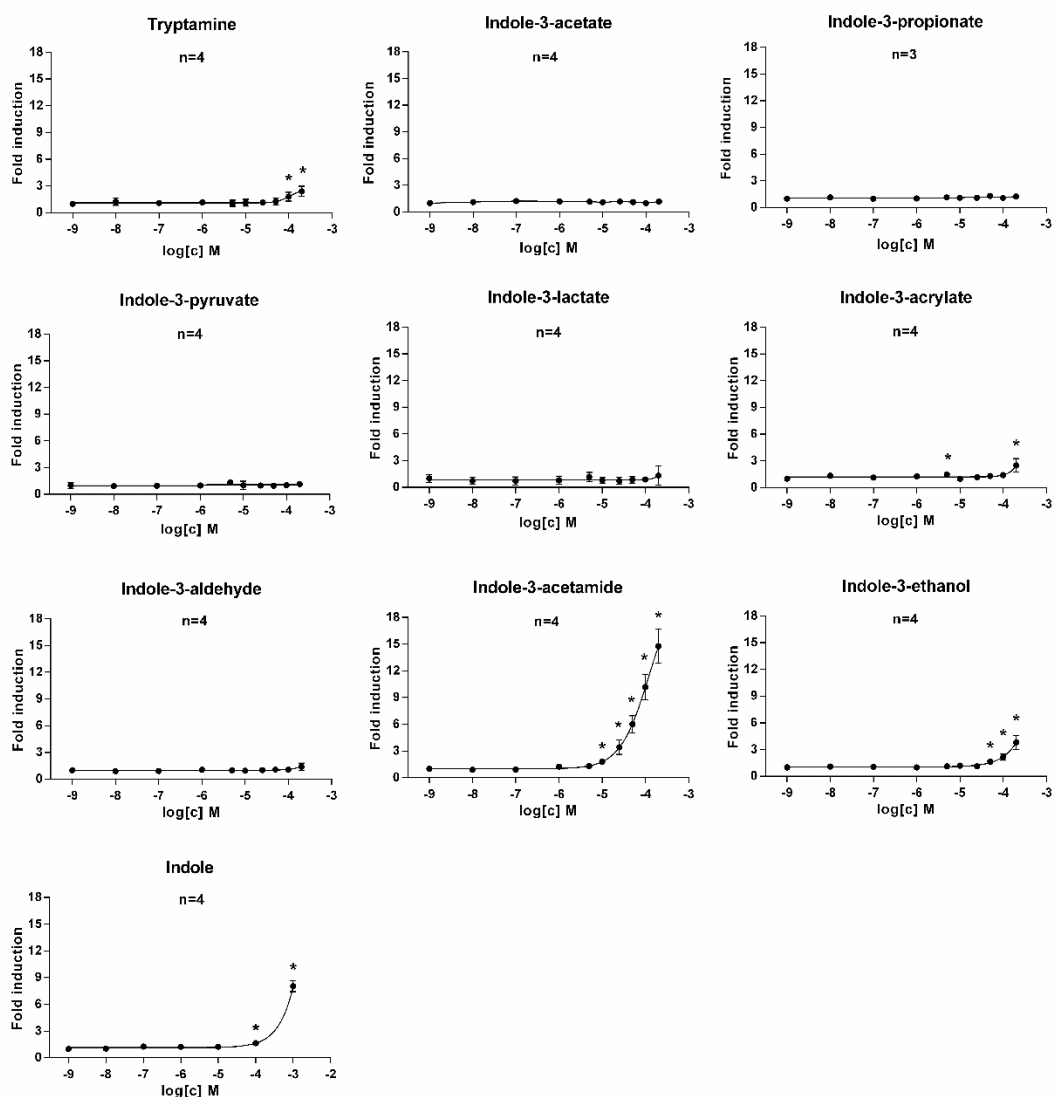 Tryptamine
n=4
Fold induction
18
15
12
9
6
3
0
* *
-9 -8 -7 -6 -5 -4 -3
log[c] M
Indole-3-acetate
n=4
Fold induction
18
15
12
9
6
3
0
-9 -8 -7 -6 -5 -4 -3
log[c] M
Indole-3-propionate
n=3
Fold induction
18
15
12
9
6
3
0
-9 -8 -7 -6 -5 -4 -3
log[c] M
Indole-3-pyruvate
n=4
Fold induction
18
15
12
9
6
3
0
-9 -8 -7 -6 -5 -4 -3
log[c] M
Indole-3-lactate
n=4
Fold induction
18
15
12
9
6
3
0
-9 -8 -7 -6 -5 -4 -3
log[c] M
Indole-3-acrylate
n=4
Fold induction
18
15
12
9
6
3
0
* *
-9 -8 -7 -6 -5 -4 -3
log[c] M
Indole-3-aldehyde
n=4
Fold induction
18
15
12
9
6
3
0
-9 -8 -7 -6 -5 -4 -3
log[c] M
Indole-3-acetamide
n=4
Fold induction
18
15
12
9
6
3
0
* * * * *
-9 -8 -7 -6 -5 -4 -3
log[c] M
Indole-3-ethanol
n=4
Fold induction
18
15
12
9
6
3
0
* * *
-9 -8 -7 -6 -5 -4 -3
log[c] M
Indole
n=4
Fold induction
18
15
12
9
6
3
0
* *
-9 -8 -7 -6 -5 -4 -3 -2
log[c] M